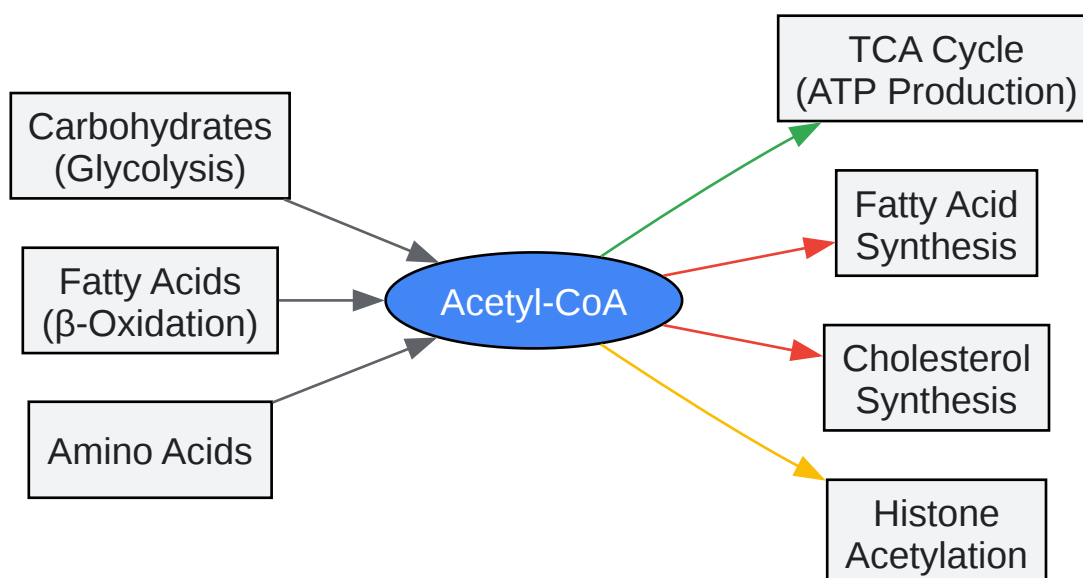 Carbohydrates
(Glycolysis)
Fatty Acids
(β-Oxidation)
Amino Acids
Acetyl-CoA
TCA Cycle
(ATP Production)
Fatty Acid
Synthesis
Cholesterol
Synthesis
Histone
Acetylation